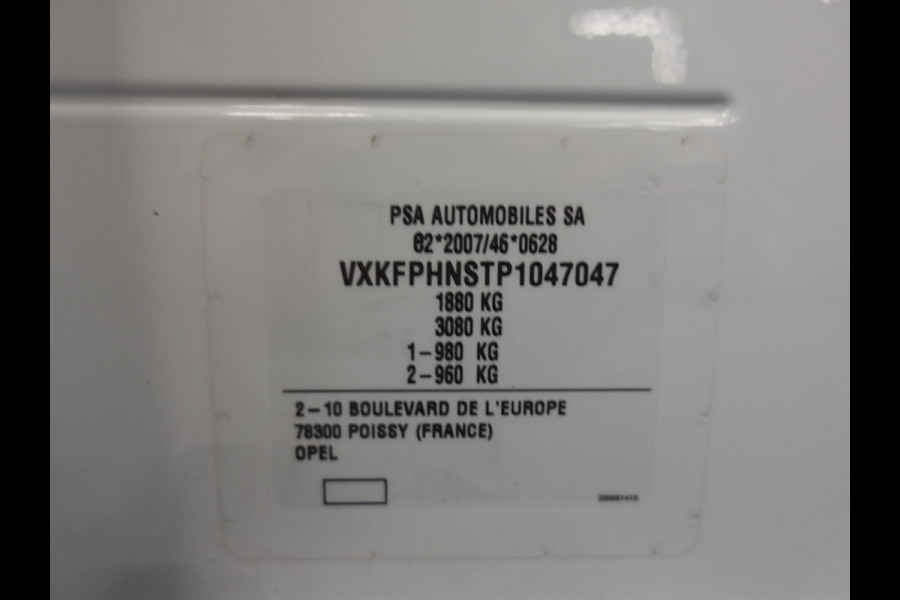 PSA AUTOMOBILES SA
e2*2007/46*0628
VXKFPHNSTP1047047
1880 KG
3080 KG
1-980 KG
2-960 KG
2-10 BOULEVARD DE L'EUROPE
78300 POISSY (FRANCE)
OPEL